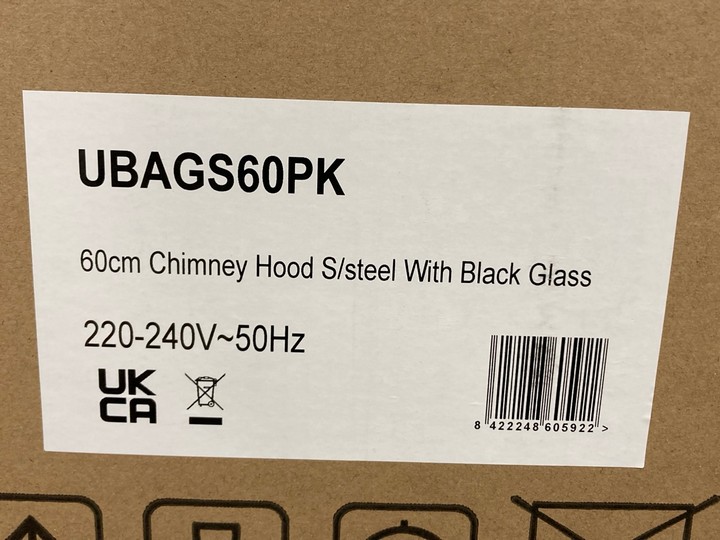 UBAGS60PK
60cm Chimney Hood S/steel With Black Glass
220-240V~50Hz
UK
CA
8 422248 605922 >